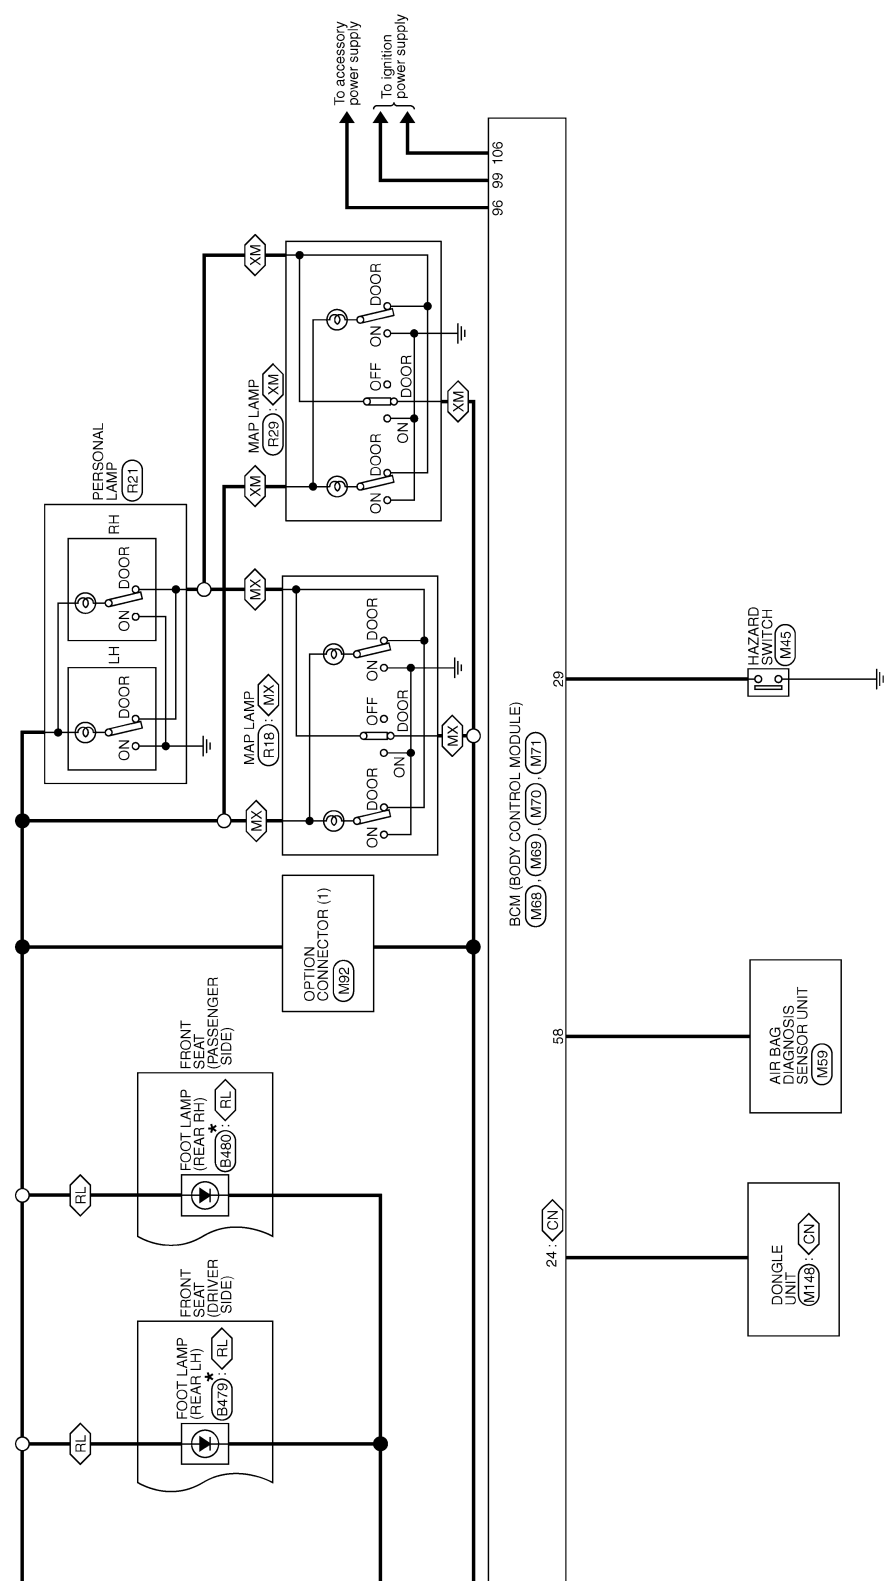 To accessory
power supply
To ignition
power supply
106
99
96
XM
DOOR
ON
OFF
DOOR
ON
DOOR
ON
XM
XM
MAP LAMP
R29 : XM
PERSONAL
LAMP
R21
RH
DOOR
ON
LH
DOOR
ON
MX
DOOR
ON
OFF
DOOR
ON
DOOR
ON
MX
MX
MAP LAMP
R18 : MX
OPTION
CONNECTOR (1)
M92
BCM (BODY CONTROL MODULE)
M68 , M69 , M70 , M71
29
HAZARD
SWITCH
M45
58
AIR BAG
DIAGNOSIS
SENSOR UNIT
M59
24 : CN
DONGLE
UNIT
M148 : CN
FRONT
SEAT
(PASSENGER
SIDE)
FOOT LAMP
(REAR RH)
*
B480 : RL
RL
FRONT
SEAT
(DRIVER
SIDE)
FOOT LAMP
(REAR LH)
*
B479 : RL
RL